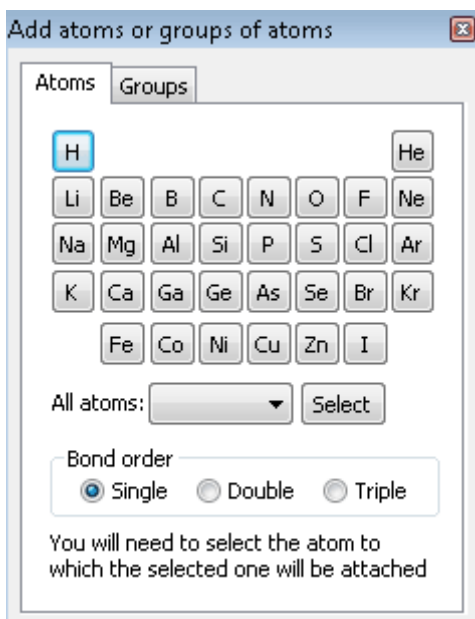 Add atoms or groups of atoms
Atoms Groups
H He
Li Be B C N O F Ne
Na Mg Al Si P S Cl Ar
K Ca Ga Ge As Se Br Kr
Fe Co Ni Cu Zn I
All atoms: Select
Bond order
Single Double Triple
You will need to select the atom to
which the selected one will be attached